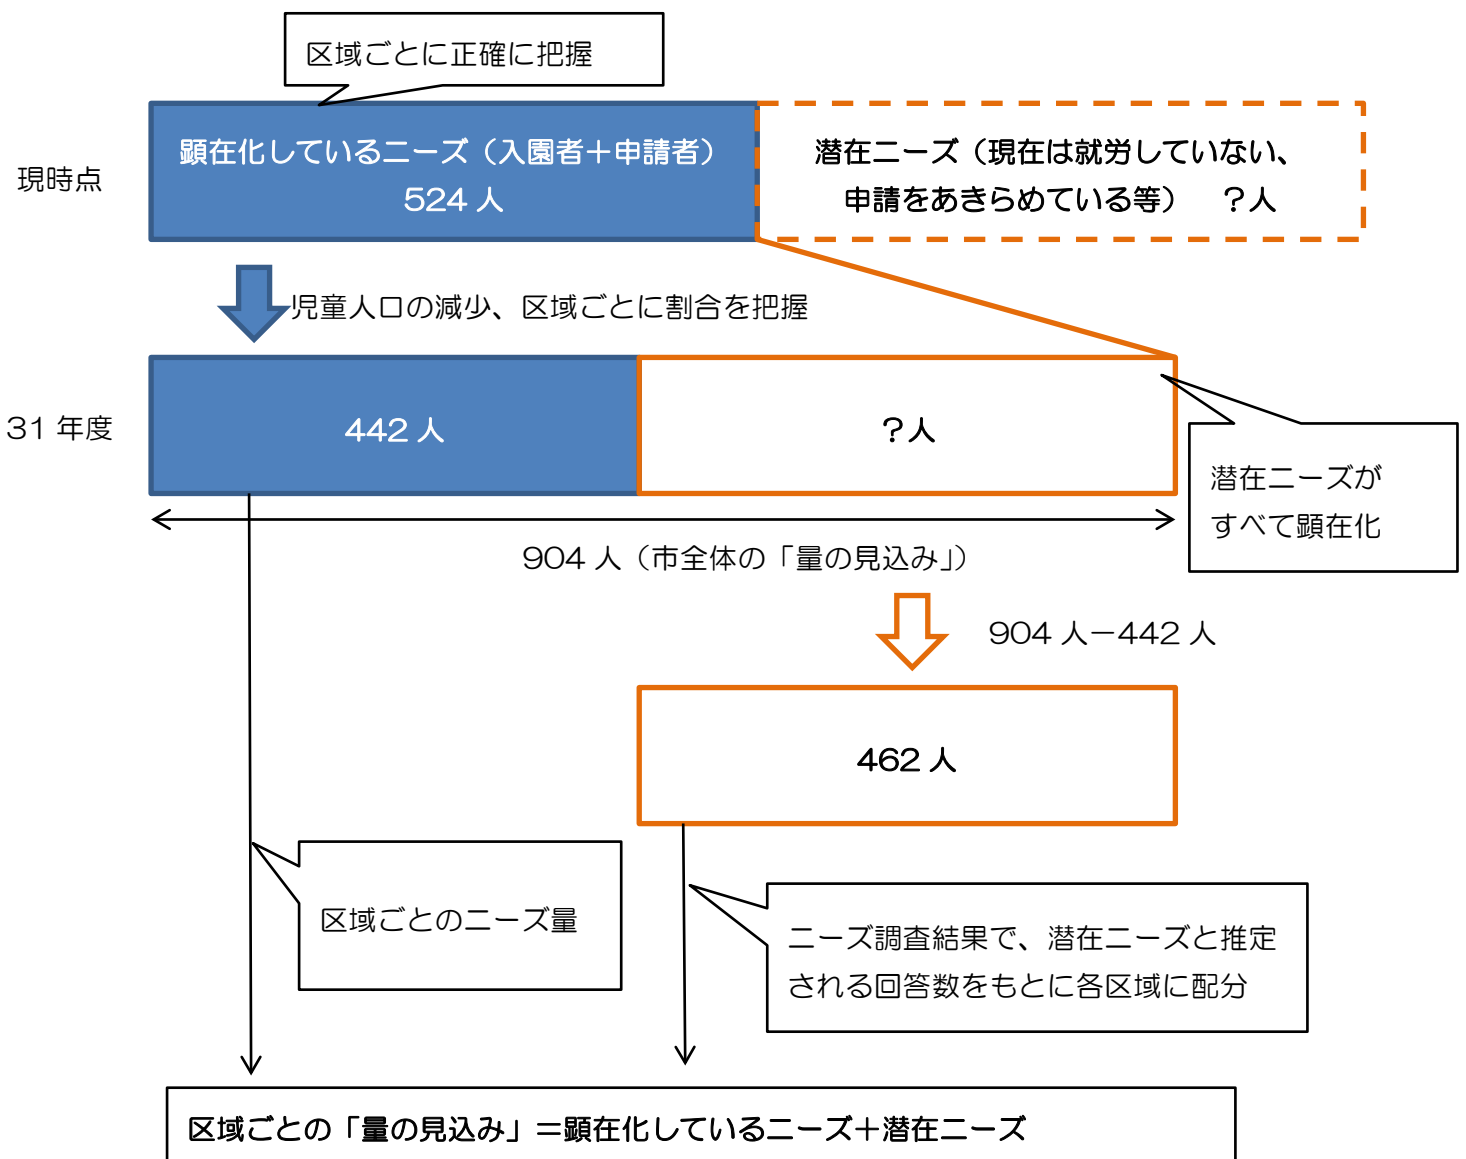 区域ごとに正確に把握
顕在化しているニーズ（入園者＋申請者）
524 人
潜在ニーズ（現在は就労していない、
申請をあきらめている等）　？人
現時点
児童人口の減少、区域ごとに割合を把握
31 年度
442 人
？人
潜在ニーズが
すべて顕在化
904 人（市全体の「量の見込み」）
904 人－442 人
462 人
区域ごとのニーズ量
ニーズ調査結果で、潜在ニーズと推定
される回答数をもとに各区域に配分
区域ごとの「量の見込み」＝顕在化しているニーズ＋潜在ニーズ